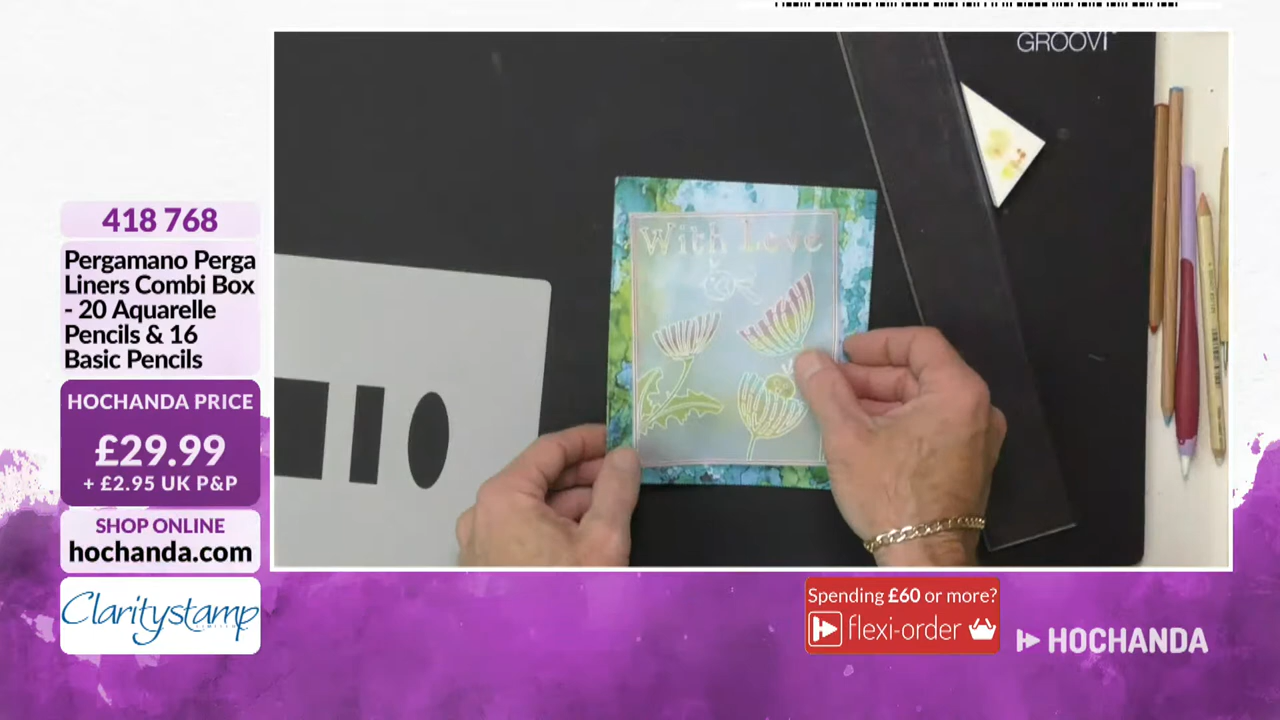 GROOVI
418 768
Pergamano Perga
Liners Combi Box
- 20 Aquarelle
Pencils & 16
Basic Pencils
HOCHANDA PRICE
£29.99
+ £2.95 UK P&P
SHOP ONLINE
hochanda.com
Claritystamp
With Love
Spending £60 or more?
flexi-order
HOCHANDA